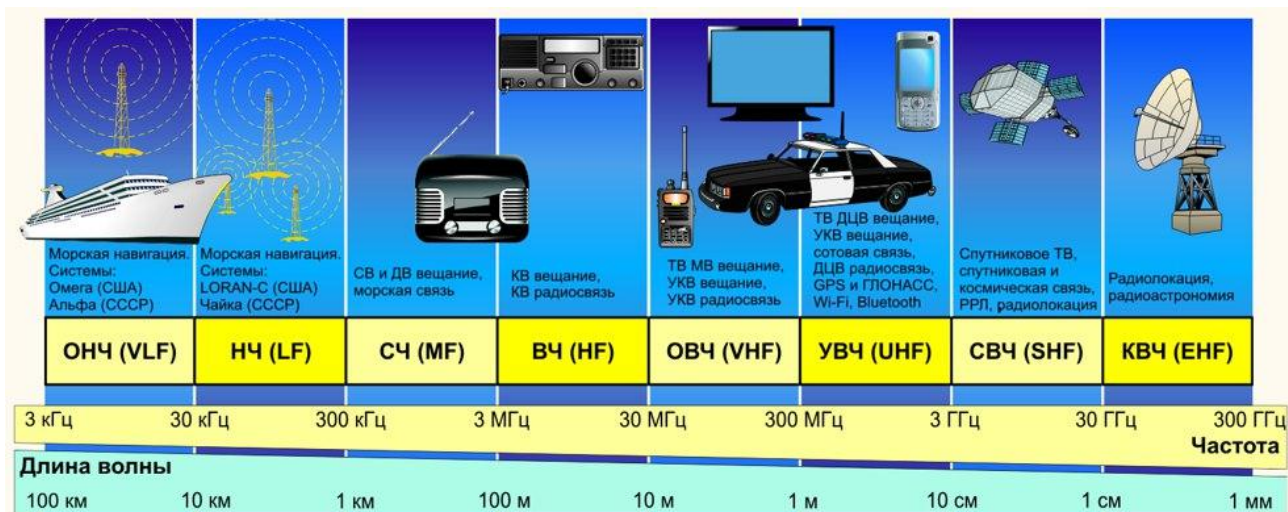 Морская навигация.
Системы:
Омега (США)
Альфа (СССР)
Морская навигация.
Системы:
LORAN-C (США)
Чайка (СССР)
СВ и ДВ вещание,
морская связь
КВ вещание,
КВ радиосвязь
ТВ МВ вещание,
УКВ вещание,
УКВ радиосвязь
ТВ ДЦВ вещание,
УКВ вещание,
сотовая связь,
ДЦВ радиосвязь,
GPS и ГЛОНАСС,
Wi-Fi, Bluetooth
Спутниковое ТВ,
спутниковая и
космическая связь,
РРЛ, радиолокация
Радиолокация,
радиоастрономия
ОНЧ (VLF) НЧ (LF) СЧ (MF) ВЧ (HF) ОВЧ (VHF) УВЧ (UHF) СВЧ (SHF) КВЧ (EHF)
3 кГц 30 кГц 300 кГц 3 МГц 30 МГц 300 МГц 3 ГГц 30 ГГц 300 ГГц
Частота
Длина волны
100 км 10 км 1 км 100 м 10 м 1 м 10 см 1 см 1 мм